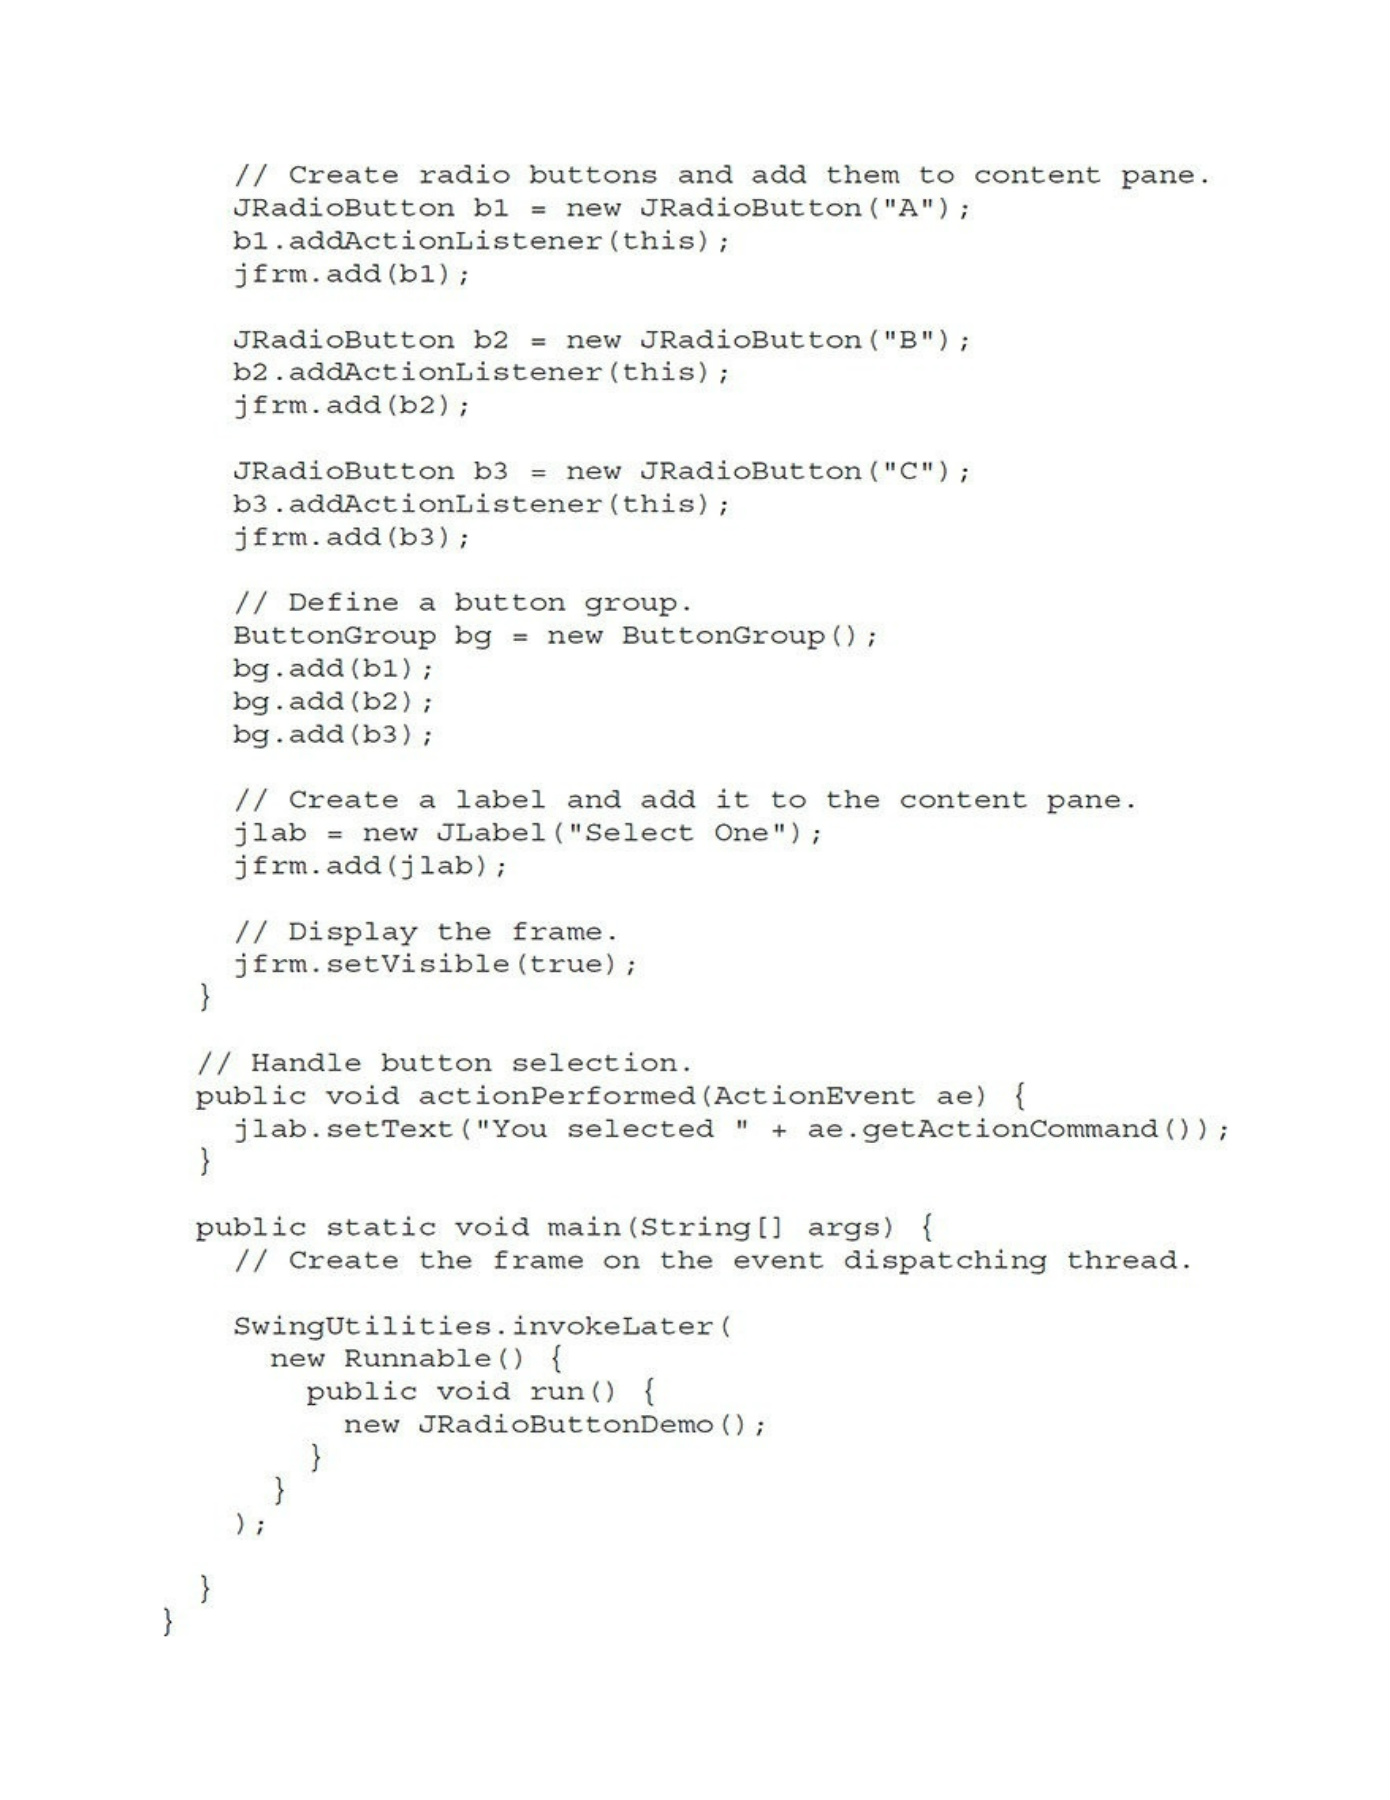 // Create radio buttons and add them to content pane.
JRadioButton b1 = new JRadioButton("A");
b1.addActionListener(this);
jfrm.add(b1);

JRadioButton b2 = new JRadioButton("B");
b2.addActionListener(this);
jfrm.add(b2);

JRadioButton b3 = new JRadioButton("C");
b3.addActionListener(this);
jfrm.add(b3);

// Define a button group.
ButtonGroup bg = new ButtonGroup();
bg.add(b1);
bg.add(b2);
bg.add(b3);

// Create a label and add it to the content pane.
jlab = new JLabel("Select One");
jfrm.add(jlab);

// Display the frame.
jfrm.setVisible(true);
}

// Handle button selection.
public void actionPerformed(ActionEvent ae) {
jlab.setText("You selected " + ae.getActionCommand());
}

public static void main(String[] args) {
// Create the frame on the event dispatching thread.

SwingUtilities.invokeLater(
new Runnable() {
public void run() {
new JRadioButtonDemo();
}
}
);

}
}